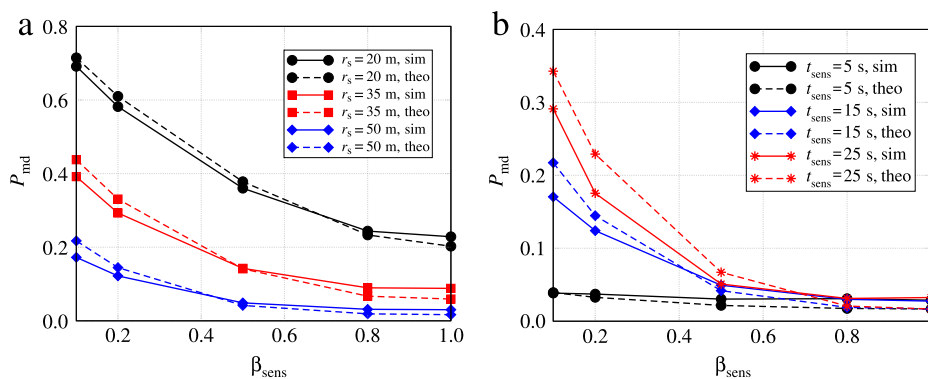 a
0.8
0.6
0.4
0.2
0.0
P_md
0.2 0.4 0.6 0.8 1.0
β_sens
r_s = 20 m, sim
r_s = 20 m, theo
r_s = 35 m, sim
r_s = 35 m, theo
r_s = 50 m, sim
r_s = 50 m, theo
b
0.4
0.3
0.2
0.1
0.0
P_md
0.2 0.4 0.6 0.8
β_sens
t_sens = 5 s, sim
t_sens = 5 s, theo
t_sens = 15 s, sim
t_sens = 15 s, theo
t_sens = 25 s, sim
t_sens = 25 s, theo